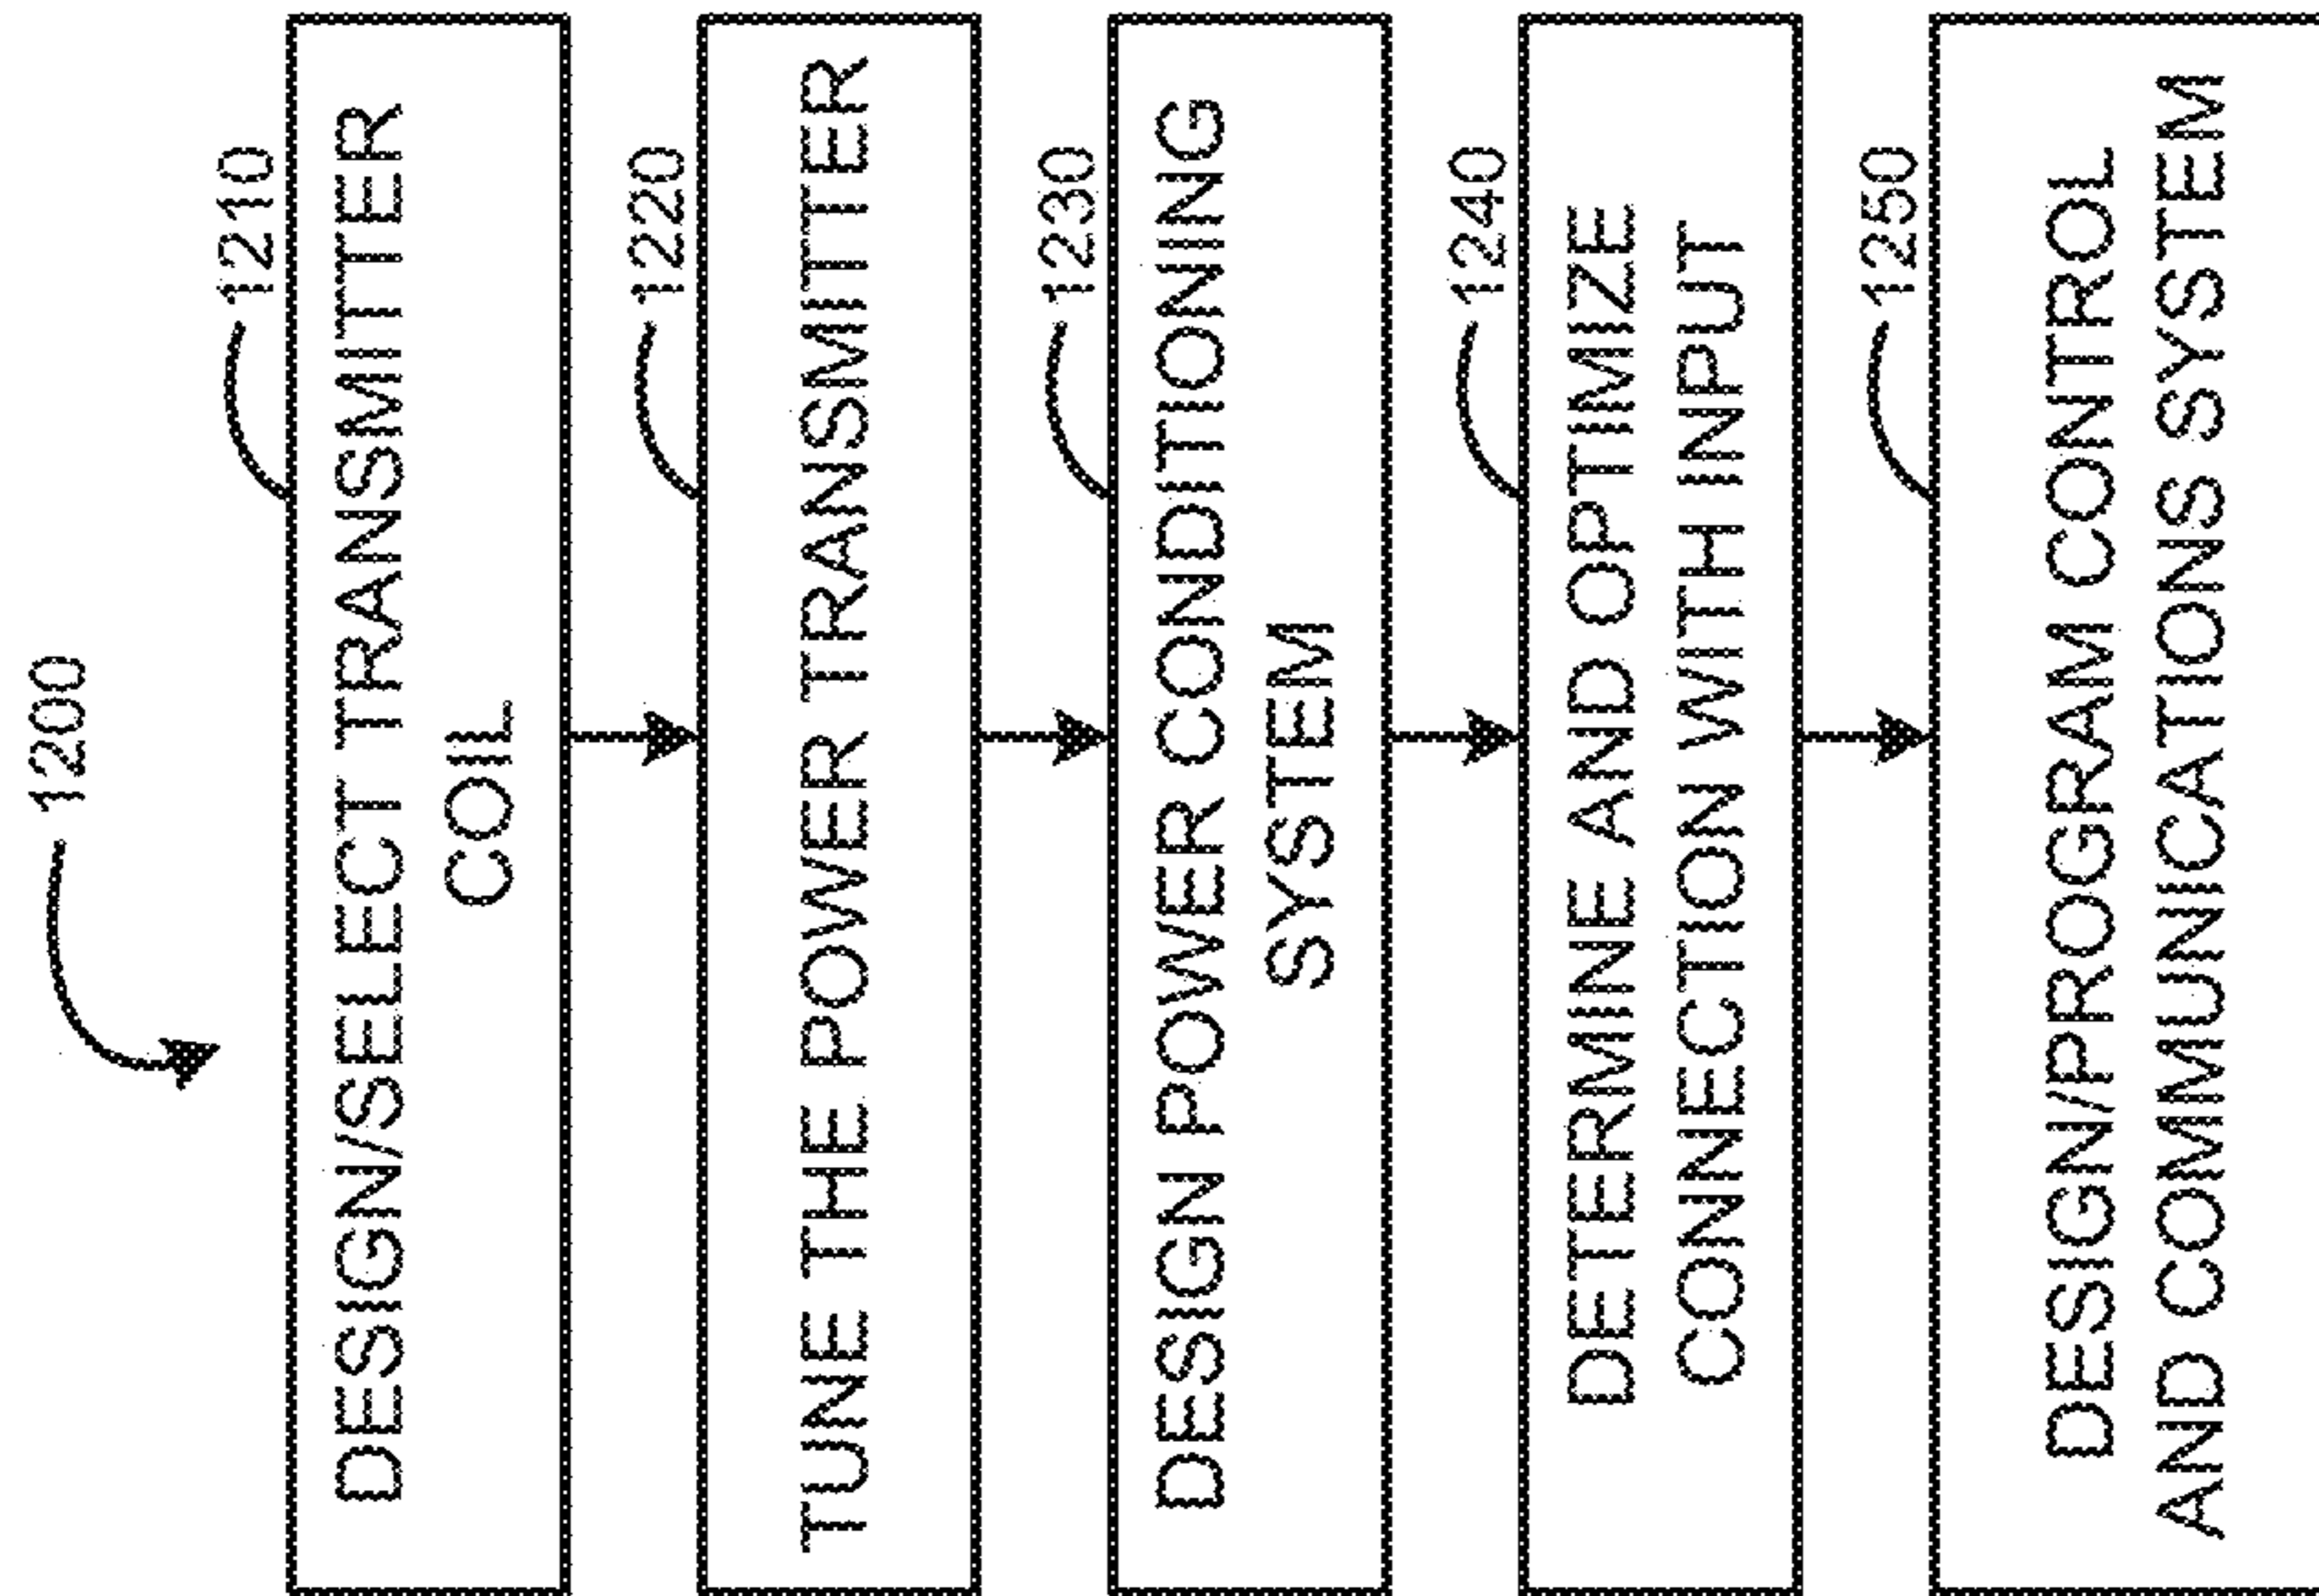 1200
1210
DESIGN/SELECT TRANSMITTER
COIL
1220
TUNE THE POWER TRANSMITTER
1230
DESIGN POWER CONDITIONING
SYSTEM
1240
DETERMINE AND OPTIMIZE
CONNECTION WITH INPUT
1250
DESIGN/PROGRAM CONTROL
AND COMMUNICATIONS SYSTEM